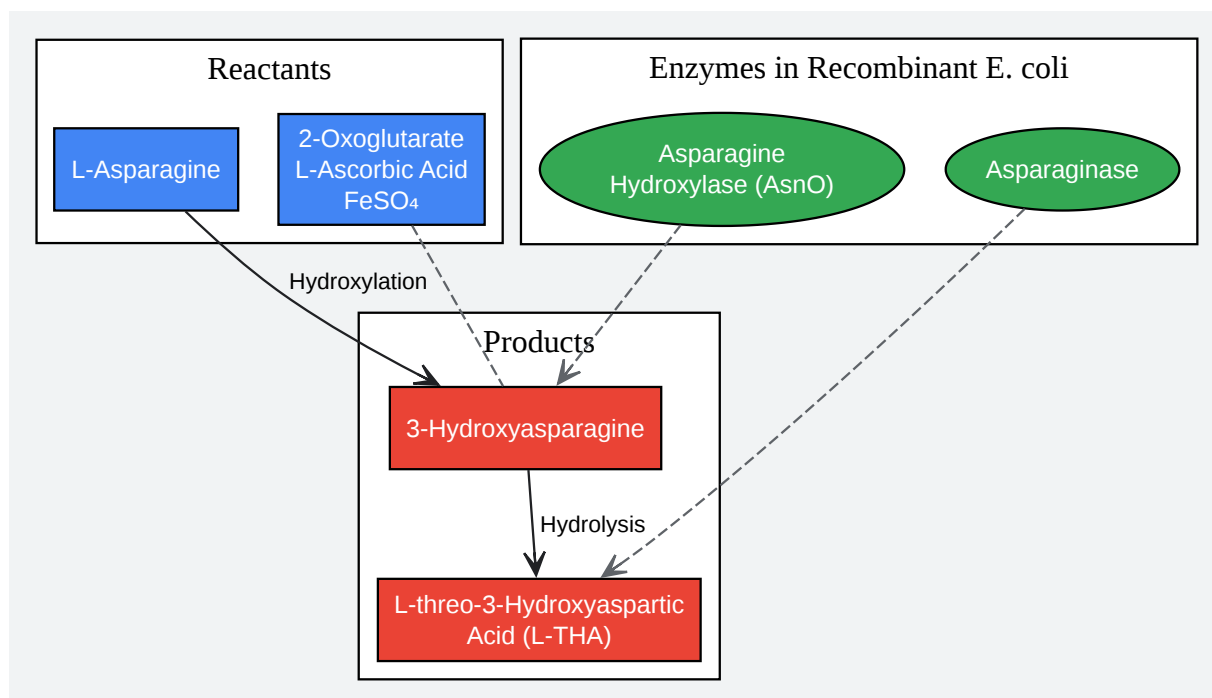 Reactants
L-Asparagine
2-Oxoglutarate
L-Ascorbic Acid
FeSO₄
Enzymes in Recombinant E. coli
Asparagine
Hydroxylase (AsnO)
Asparaginase
Hydroxylation
Products
3-Hydroxyasparagine
Hydrolysis
L-threo-3-Hydroxyaspartic
Acid (L-THA)